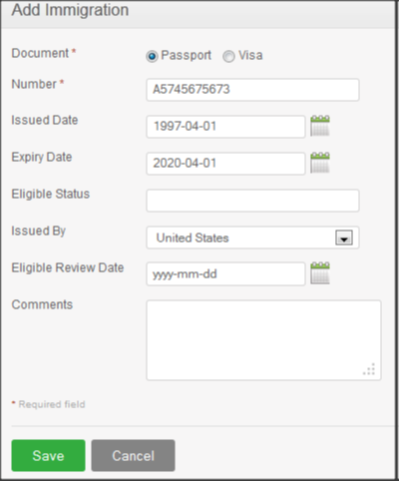 Add Immigration
Document *
Passport
Visa
Number *
A5745675673
Issued Date
1997-04-01
Expiry Date
2020-04-01
Eligible Status
Issued By
United States
Eligible Review Date
yyyy-mm-dd
Comments
* Required field
Save
Cancel